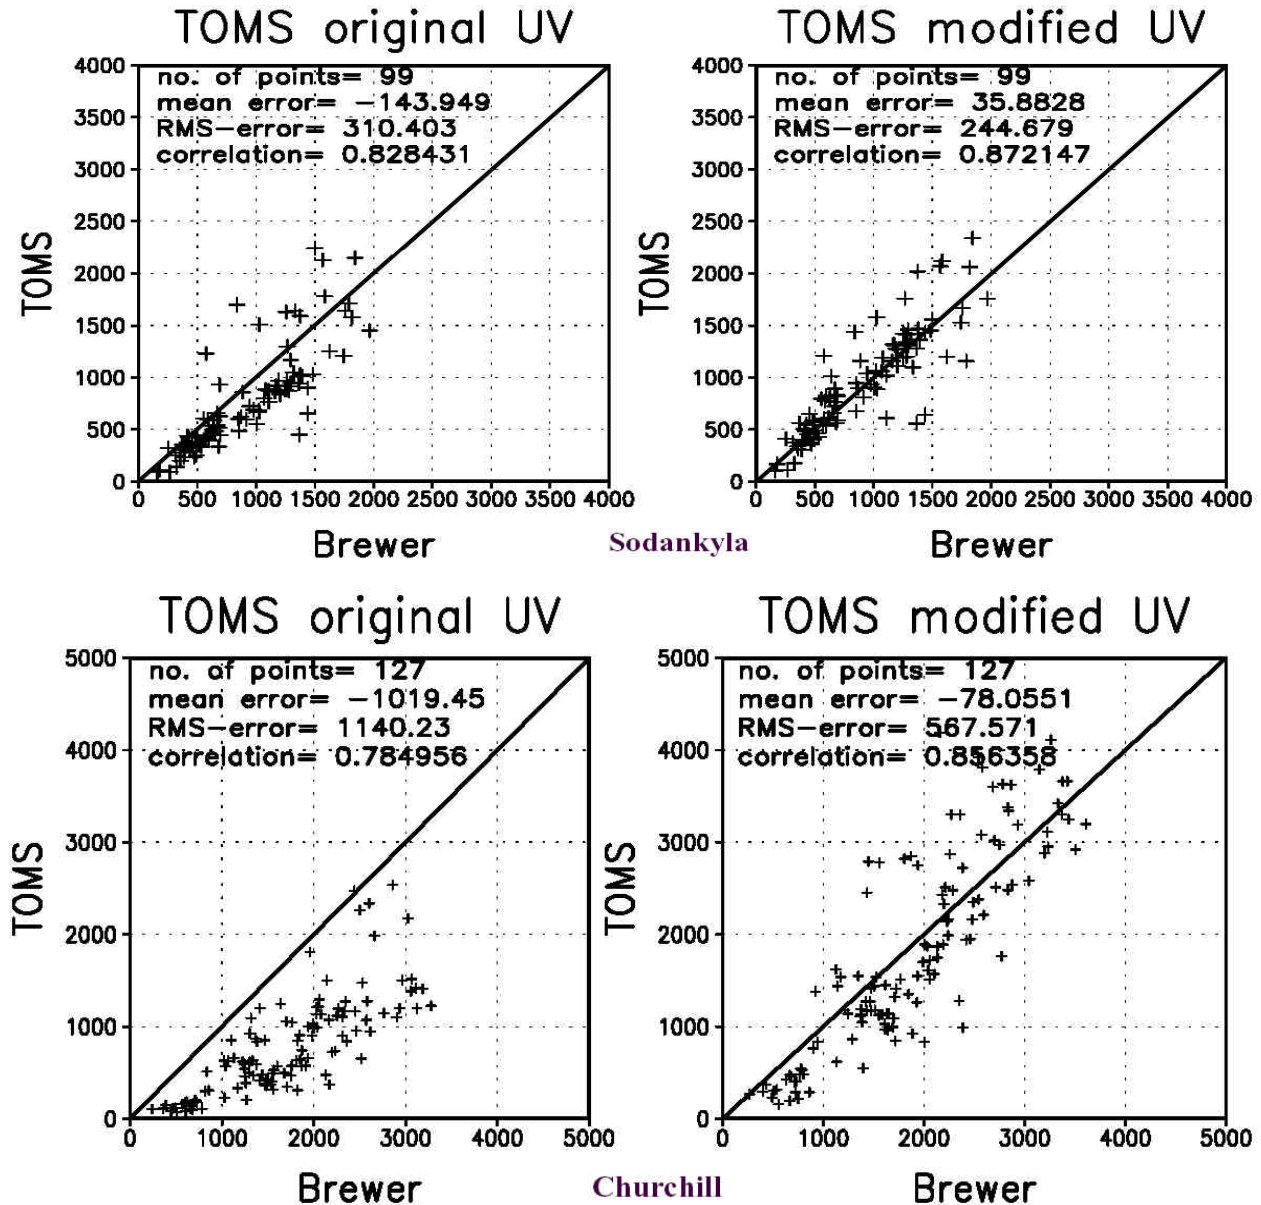 TOMS original UV
no. of points= 99
mean error= -143.949
RMS-error= 310.403
correlation= 0.828431
4000
3500
3000
2500
2000
1500
1000
500
0
TOMS
0 500 1000 1500 2000 2500 3000 3500 4000
Brewer
TOMS modified UV
no. of points= 99
mean error= 35.8828
RMS-error= 244.679
correlation= 0.872147
4000
3500
3000
2500
2000
1500
1000
500
0
TOMS
0 500 1000 1500 2000 2500 3000 3500 4000
Brewer
Sodankyla
TOMS original UV
no. of points= 127
mean error= -1019.45
RMS-error= 1140.23
correlation= 0.784956
5000
4000
3000
2000
1000
0
TOMS
0 1000 2000 3000 4000 5000
Brewer
TOMS modified UV
no. of points= 127
mean error= -78.0551
RMS-error= 567.571
correlation= 0.856358
5000
4000
3000
2000
1000
0
TOMS
0 1000 2000 3000 4000 5000
Brewer
Churchill